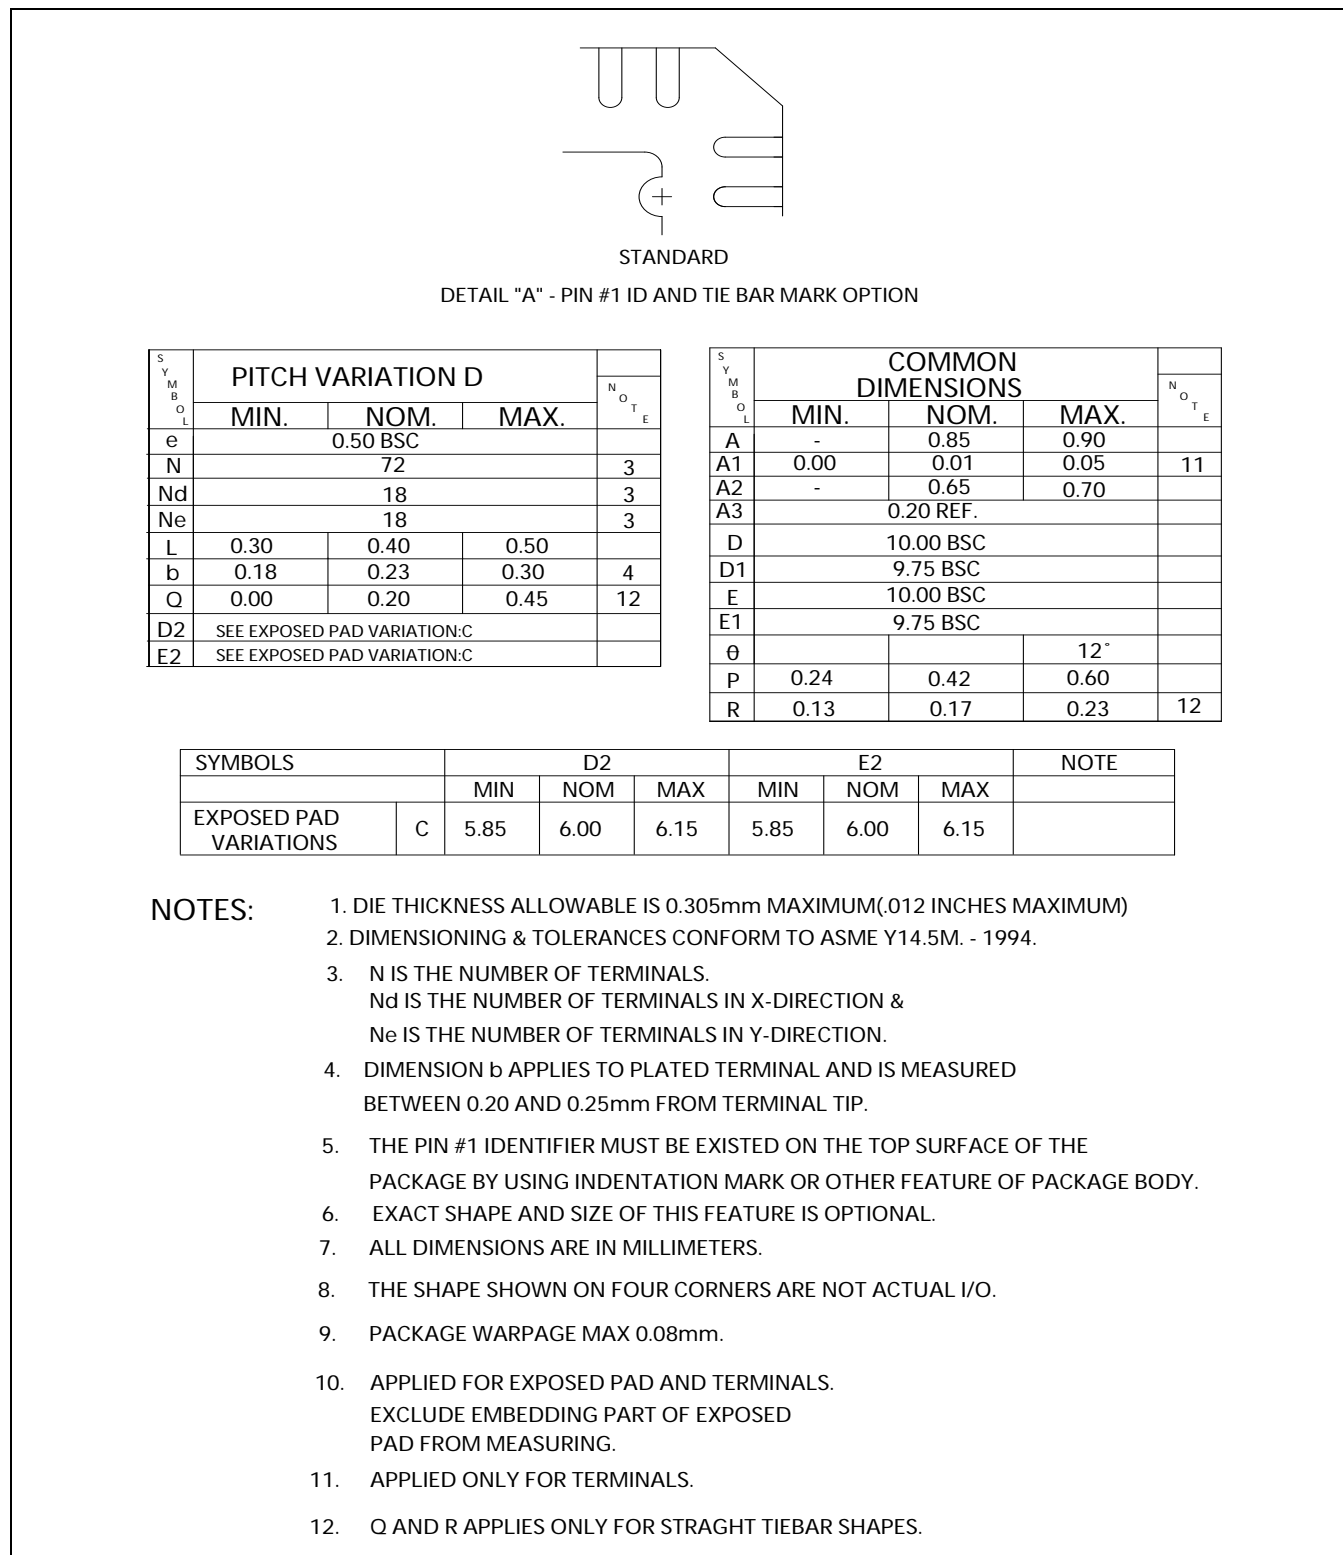 STANDARD
DETAIL "A" - PIN #1 ID AND TIE BAR MARK OPTION
SYMBOL PITCH VARIATION D NOTE
MIN. NOM. MAX.
e 0.50 BSC
N 72 3
Nd 18 3
Ne 18 3
L 0.30 0.40 0.50
b 0.18 0.23 0.30 4
Q 0.00 0.20 0.45 12
D2 SEE EXPOSED PAD VARIATION:C
E2 SEE EXPOSED PAD VARIATION:C
SYMBOL COMMON NOTE
DIMENSIONS
MIN. NOM. MAX.
A - 0.85 0.90
A1 0.00 0.01 0.05 11
A2 - 0.65 0.70
A3 0.20 REF.
D 10.00 BSC
D1 9.75 BSC
E 10.00 BSC
E1 9.75 BSC
θ 12°
P 0.24 0.42 0.60
R 0.13 0.17 0.23 12
SYMBOLS D2 E2 NOTE
MIN NOM MAX MIN NOM MAX
EXPOSED PAD
VARIATIONS C 5.85 6.00 6.15 5.85 6.00 6.15
NOTES: 1. DIE THICKNESS ALLOWABLE IS 0.305mm MAXIMUM(.012 INCHES MAXIMUM)
2. DIMENSIONING & TOLERANCES CONFORM TO ASME Y14.5M. - 1994.
3. N IS THE NUMBER OF TERMINALS.
Nd IS THE NUMBER OF TERMINALS IN X-DIRECTION &
Ne IS THE NUMBER OF TERMINALS IN Y-DIRECTION.
4. DIMENSION b APPLIES TO PLATED TERMINAL AND IS MEASURED
BETWEEN 0.20 AND 0.25mm FROM TERMINAL TIP.
5. THE PIN #1 IDENTIFIER MUST BE EXISTED ON THE TOP SURFACE OF THE
PACKAGE BY USING INDENTATION MARK OR OTHER FEATURE OF PACKAGE BODY.
6. EXACT SHAPE AND SIZE OF THIS FEATURE IS OPTIONAL.
7. ALL DIMENSIONS ARE IN MILLIMETERS.
8. THE SHAPE SHOWN ON FOUR CORNERS ARE NOT ACTUAL I/O.
9. PACKAGE WARPAGE MAX 0.08mm.
10. APPLIED FOR EXPOSED PAD AND TERMINALS.
EXCLUDE EMBEDDING PART OF EXPOSED
PAD FROM MEASURING.
11. APPLIED ONLY FOR TERMINALS.
12. Q AND R APPLIES ONLY FOR STRAGHT TIEBAR SHAPES.